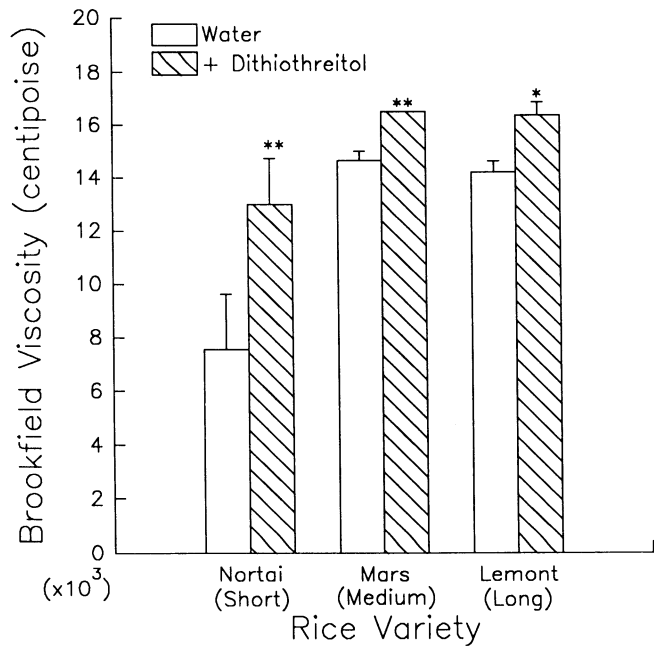 20
18
16
14
12
10
8
6
4
2
0
Brookfield Viscosity (centipoise)
(x10³)
Water
+ Dithiothreitol
**
**
*
Nortai
(Short)
Mars
(Medium)
Lemont
(Long)
Rice Variety